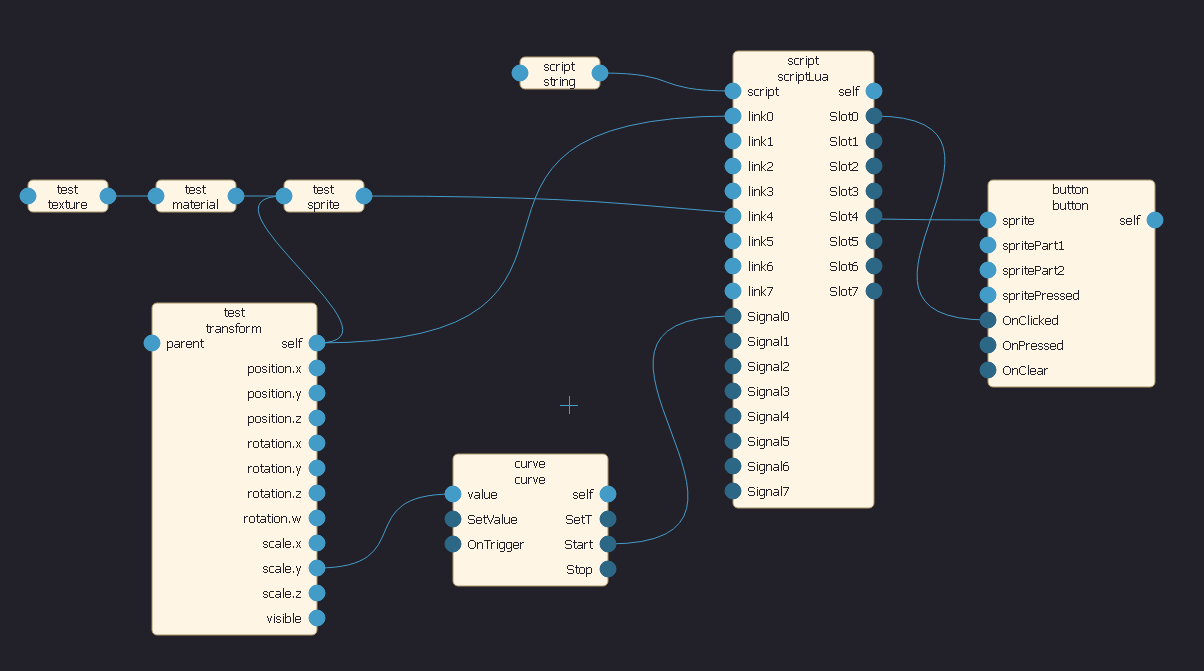 script
string
script
scriptLua
script self
link0 Slot0
link1 Slot1
link2 Slot2
link3 Slot3
link4 Slot4
link5 Slot5
link6 Slot6
link7 Slot7
Signal0
Signal1
Signal2
Signal3
Signal4
Signal5
Signal6
Signal7
test
texture
test
material
test
sprite
button
button
sprite self
spritePart1
spritePart2
spritePressed
OnClicked
OnPressed
OnClear
test
transform
parent self
position.x
position.y
position.z
rotation.x
rotation.y
rotation.z
rotation.w
scale.x
scale.y
scale.z
visible
curve
curve
value self
SetValue SetT
OnTrigger Start
Stop